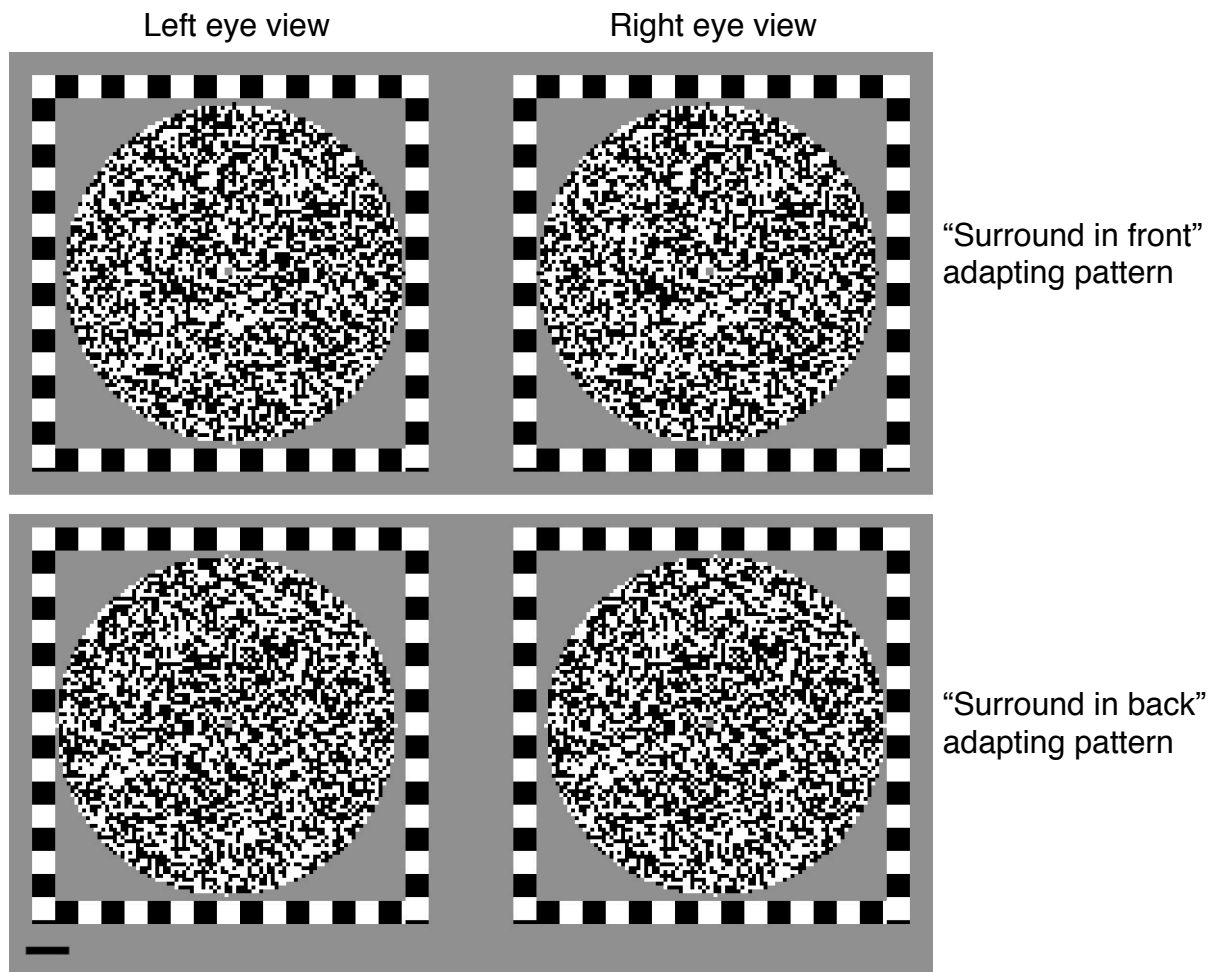 Left eye view
Right eye view
“Surround in front”
adapting pattern
“Surround in back”
adapting pattern